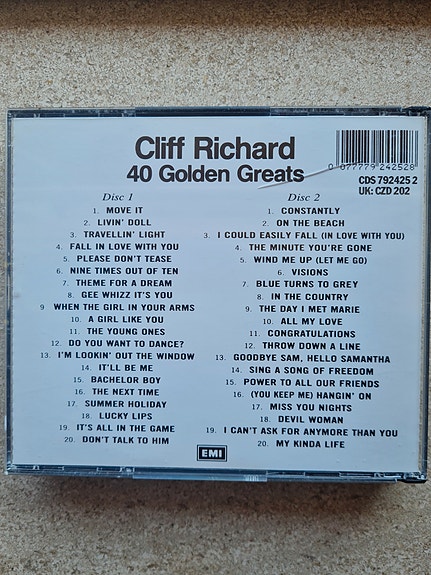 Cliff Richard
40 Golden Greats
0 077779 242528
CDS 792425 2
UK: CZD 202
Disc 1
1. MOVE IT
2. LIVIN' DOLL
3. TRAVELLIN' LIGHT
4. FALL IN LOVE WITH YOU
5. PLEASE DON'T TEASE
6. NINE TIMES OUT OF TEN
7. THEME FOR A DREAM
8. GEE WHIZZ IT'S YOU
9 WHEN THE GIRL IN YOUR ARMS
10. A GIRL LIKE YOU
11. THE YOUNG ONES
12. DO YOU WANT TO DANCE?
13. I'M LOOKIN' OUT THE WINDOW
14. IT'LL BE ME
15. BACHELOR BOY
16. THE NEXT TIME
17. SUMMER HOLIDAY
18. LUCKY LIPS
19. IT'S ALL IN THE GAME
20. DON'T TALK TO HIM
Disc 2
1. CONSTANTLY
2. ON THE BEACH
3. I COULD EASILY FALL (IN LOVE WITH YOU)
4. THE MINUTE YOU'RE GONE
5. WIND ME UP (LET ME GO)
6. VISIONS
7. BLUE TURNS TO GREY
8. IN THE COUNTRY
9. THE DAY I MET MARIE
10. ALL MY LOVE
11. CONGRATULATIONS
12. THROW DOWN A LINE
13. GOODBYE SAM, HELLO SAMANTHA
14. SING A SONG OF FREEDOM
15. POWER TO ALL OUR FRIENDS
16. (YOU KEEP ME) HANGIN' ON
17. MISS YOU NIGHTS
18. DEVIL WOMAN
19. I CAN'T ASK FOR ANYMORE THAN YOU
20. MY KINDA LIFE
EMI